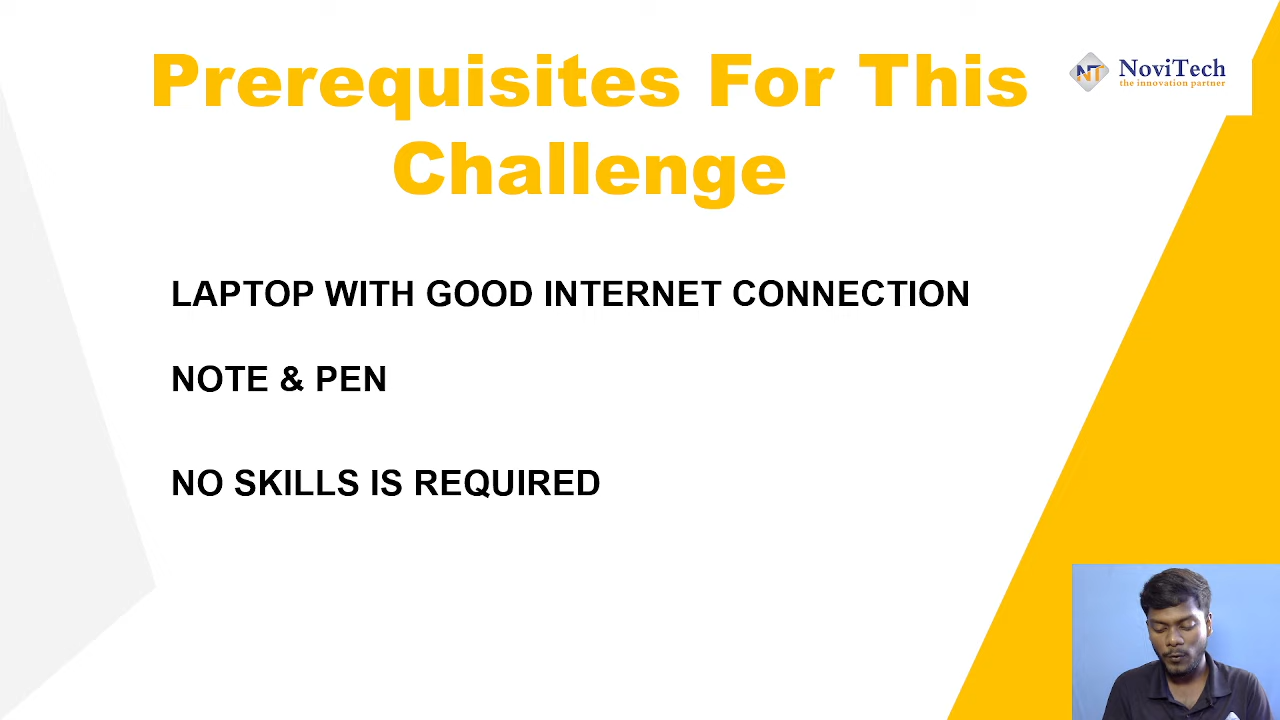 Prerequisites For This
Challenge
NT NoviTech
the innovation partner
LAPTOP WITH GOOD INTERNET CONNECTION
NOTE & PEN
NO SKILLS IS REQUIRED